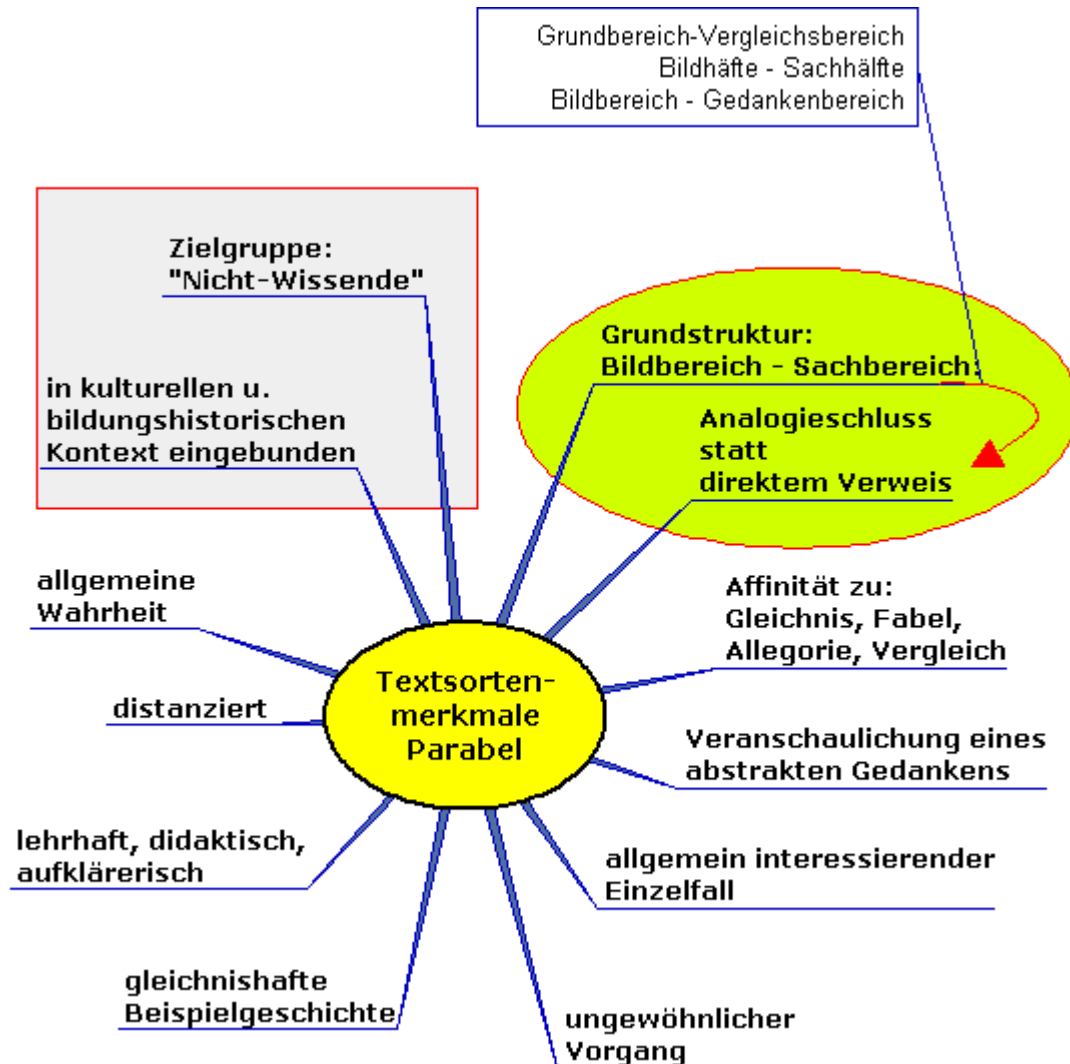 Grundbereich-Vergleichsbereich
Bildhäfte - Sachhälfte
Bildbereich - Gedankenbereich
Zielgruppe:
"Nicht-Wissende"
in kulturellen u.
bildungshistorischen
Kontext eingebunden
Grundstruktur:
Bildbereich - Sachbereich:
Analogieschluss
statt
direktem Verweis
allgemeine
Wahrheit
Affinität zu:
Gleichnis, Fabel,
Allegorie, Vergleich
Textsorten-
merkmale
Parabel
distanziert
Veranschaulichung eines
abstrakten Gedankens
lehrhaft, didaktisch,
aufklärerisch
allgemein interessierender
Einzelfall
gleichnishafte
Beispielgeschichte
ungewöhnlicher
Vorgang